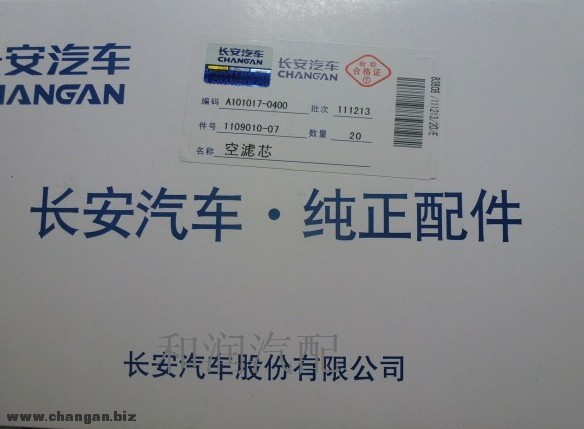 长安汽车
CHANGAN
长安汽车
CHANGAN
长安汽车
CHANGAN
检验
合格证
编码 A101017-0400 批次 111213
件号 1109010-07 数量 20
名称 空滤芯
长安汽车·纯正配件
和润汽配
长安汽车股份有限公司
www.changan.biz